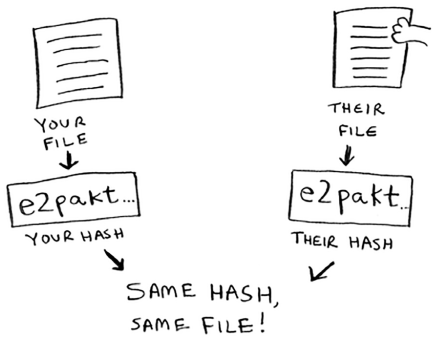 YOUR
FILE
THEIR
FILE
e2pakt...
e2pakt...
YOUR HASH
THEIR HASH
SAME HASH,
SAME FILE!